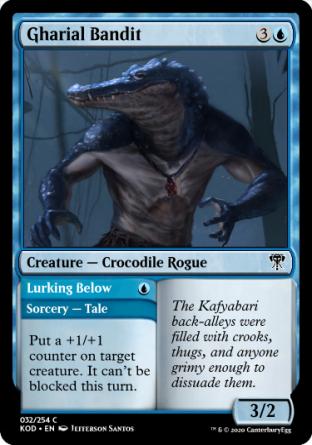 Gharial Bandit 3
Creature — Crocodile Rogue
Lurking Below
Sorcery — Tale
Put a +1/+1
counter on target
creature. It can't be
blocked this turn.
The Kafyabari
back-alleys were
filled with crooks,
thugs, and anyone
grimy enough to
dissuade them.
3/2
032/254 C
KOD • EN Jefferson Santos
™ & © 2020 CanterburyEgg